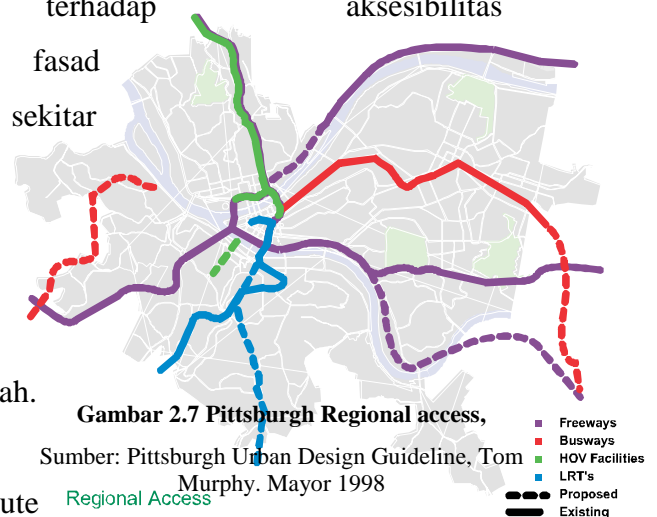 terhadap aksesibilitas
fasad
sekitar
ah.
Gambar 2.7 Pittsburgh Regional access,
Sumber: Pittsburgh Urban Design Guideline, Tom
Murphy. Mayor 1998
ute
Regional Access
Freeways
Busways
HOV Facilities
LRT's
Proposed
Existing